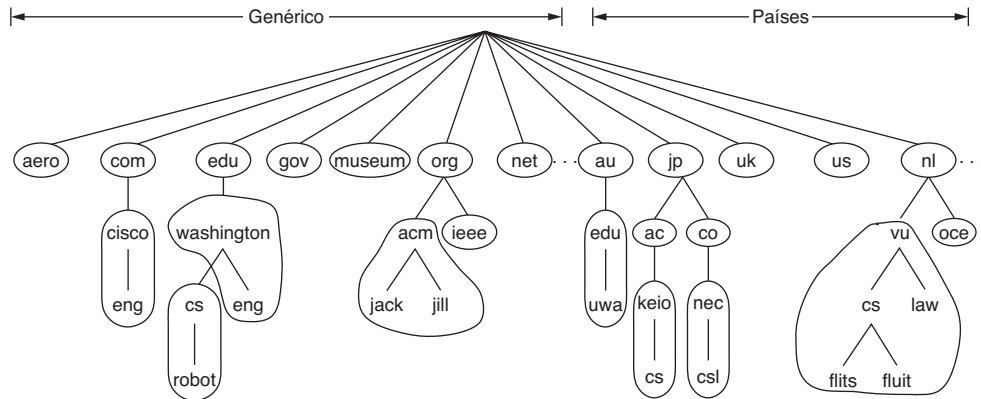 Genérico Países
aero com edu gov museum org net · · · au jp uk us nl · ·
cisco washington acm ieee edu ac co vu oce
eng cs eng jack jill uwa keio nec cs law
robot cs csl flits fluit